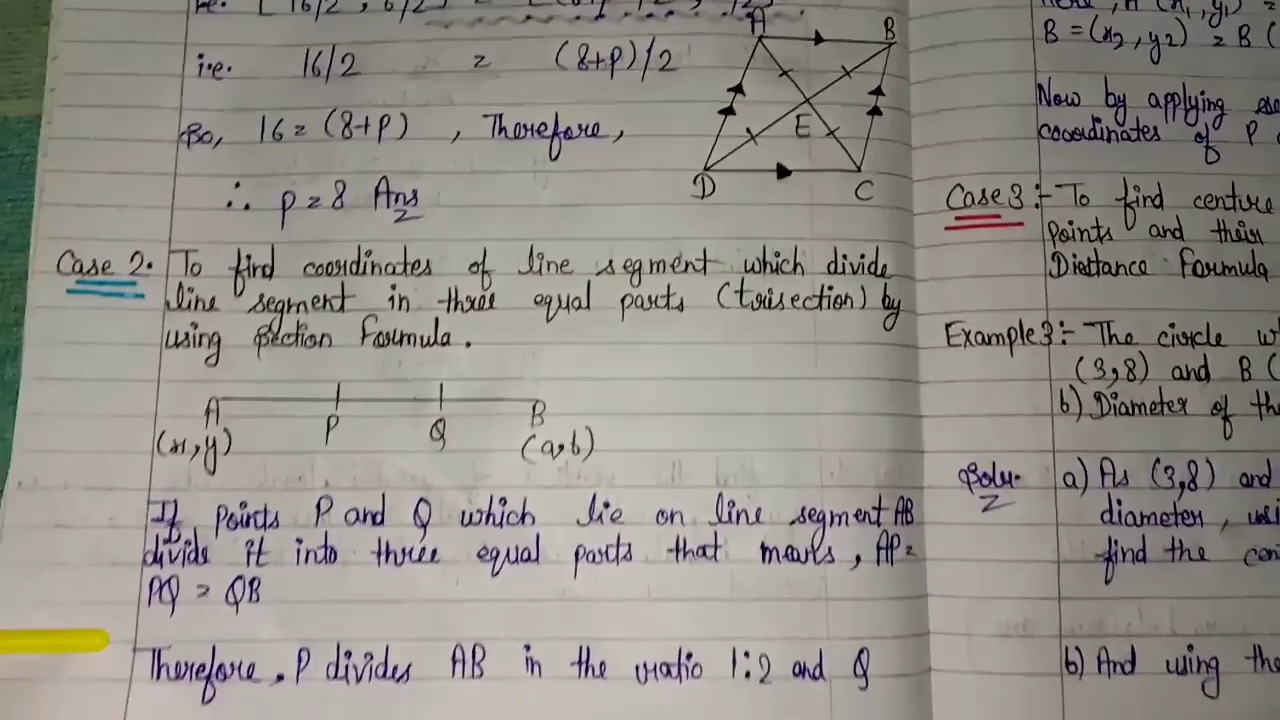 i.e. 16/2 = (8+p)/2
So, 16 = (8+p) , Therefore,
∴ p = 8 Ans
A
B
E
D
C
Case 2. To find coordinates of line segment which divide
line segment in three equal parts (trisection) by
using section formula.
A P Q B
(x,y) (a,b)
If points P and Q which lie on line segment AB
divide it into three equal parts that means, AP =
PQ = QB
Therefore, P divides AB in the ratio 1:2 and Q
B = (x2, y2) = B (
Now by applying
coordinates of P
Case 3 :- To find centre
points and their
Distance Formula
Example 3 :- The circle
(3,8) and B (
b) Diameter of
Soln. a) As (3,8) and
diameter,
find the
b) And using